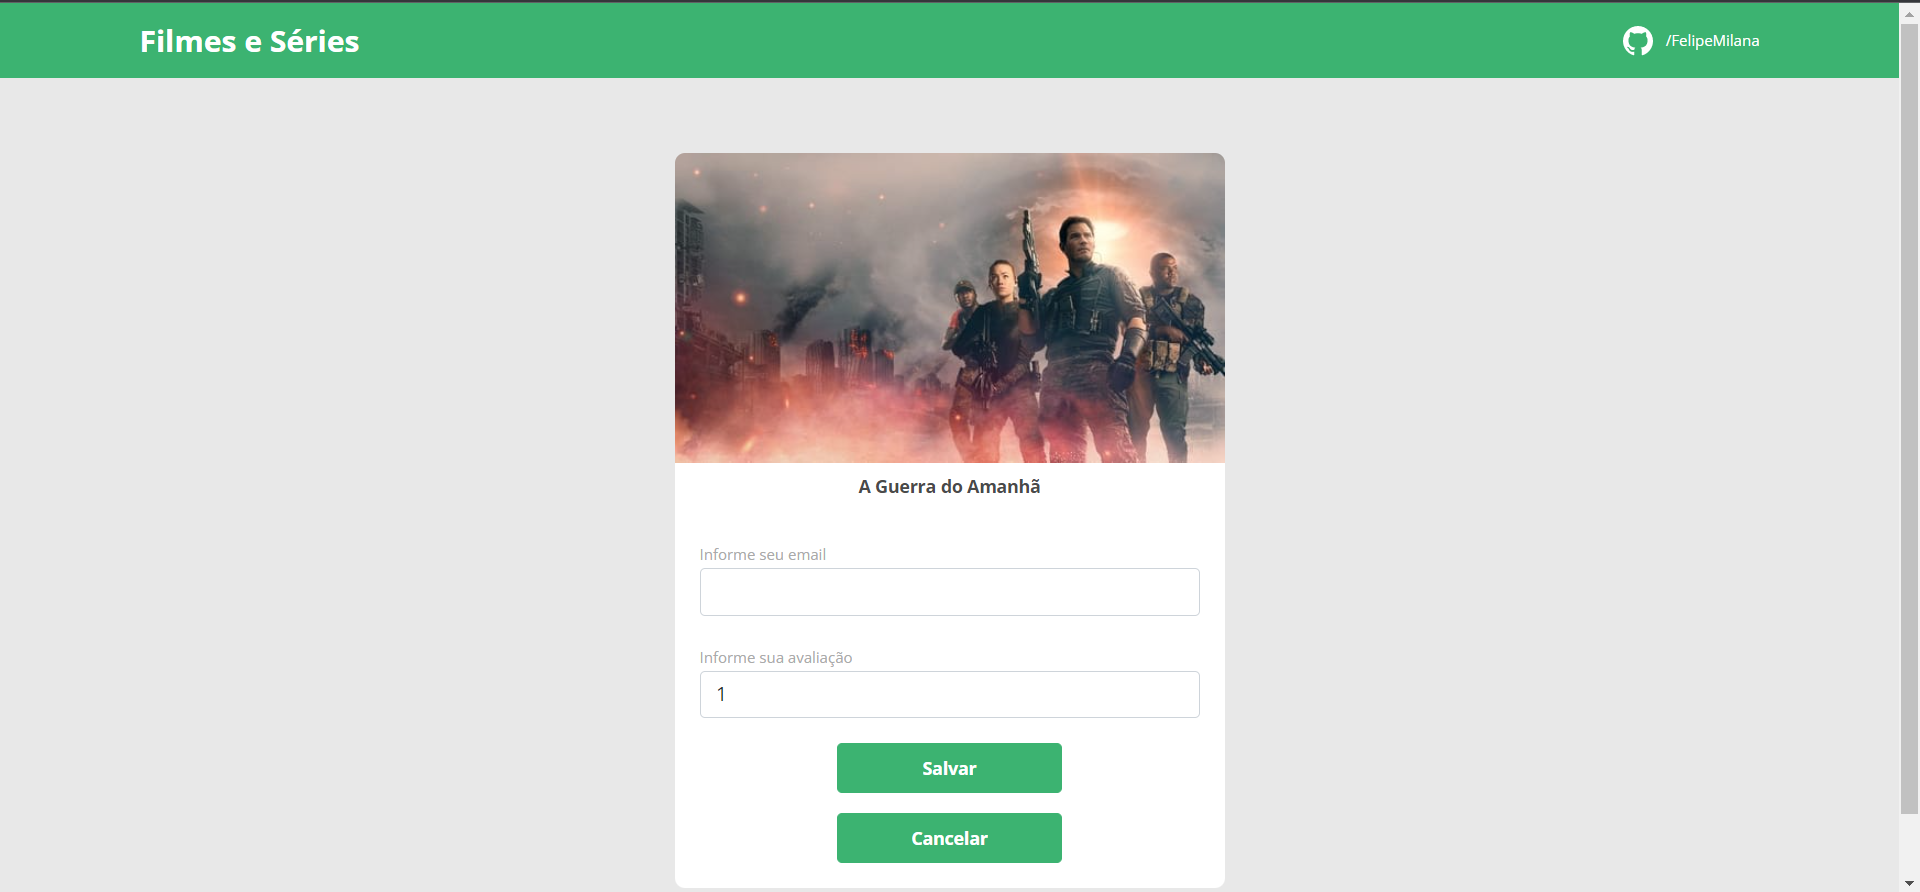 Filmes e Séries
/FelipeMilana
A Guerra do Amanhã
Informe seu email
Informe sua avaliação
1
Salvar
Cancelar